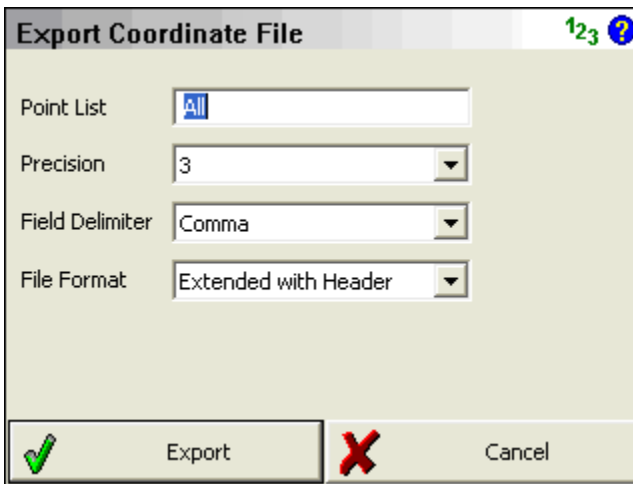 Export Coordinate File 123 ?
Point List All
Precision 3
Field Delimiter Comma
File Format Extended with Header
Export Cancel